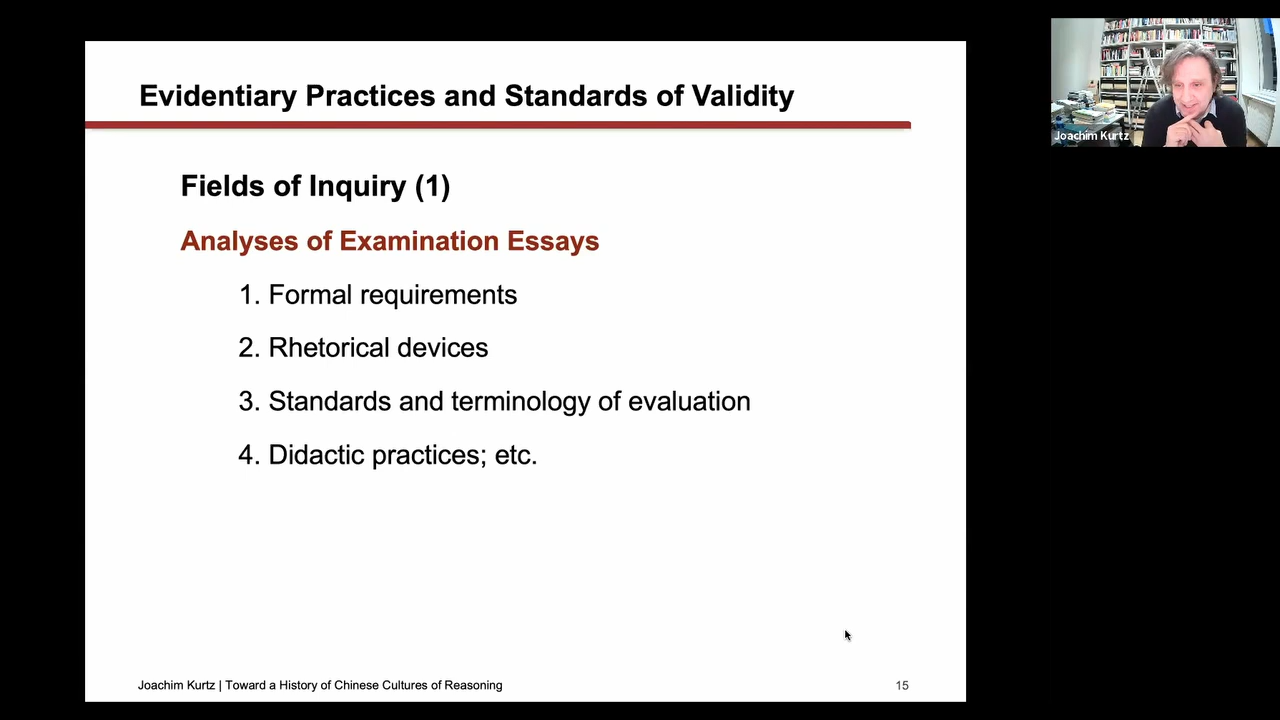 Evidentiary Practices and Standards of Validity
Joachim Kurtz
Fields of Inquiry (1)
Analyses of Examination Essays
1. Formal requirements
2. Rhetorical devices
3. Standards and terminology of evaluation
4. Didactic practices; etc.
Joachim Kurtz | Toward a History of Chinese Cultures of Reasoning
15